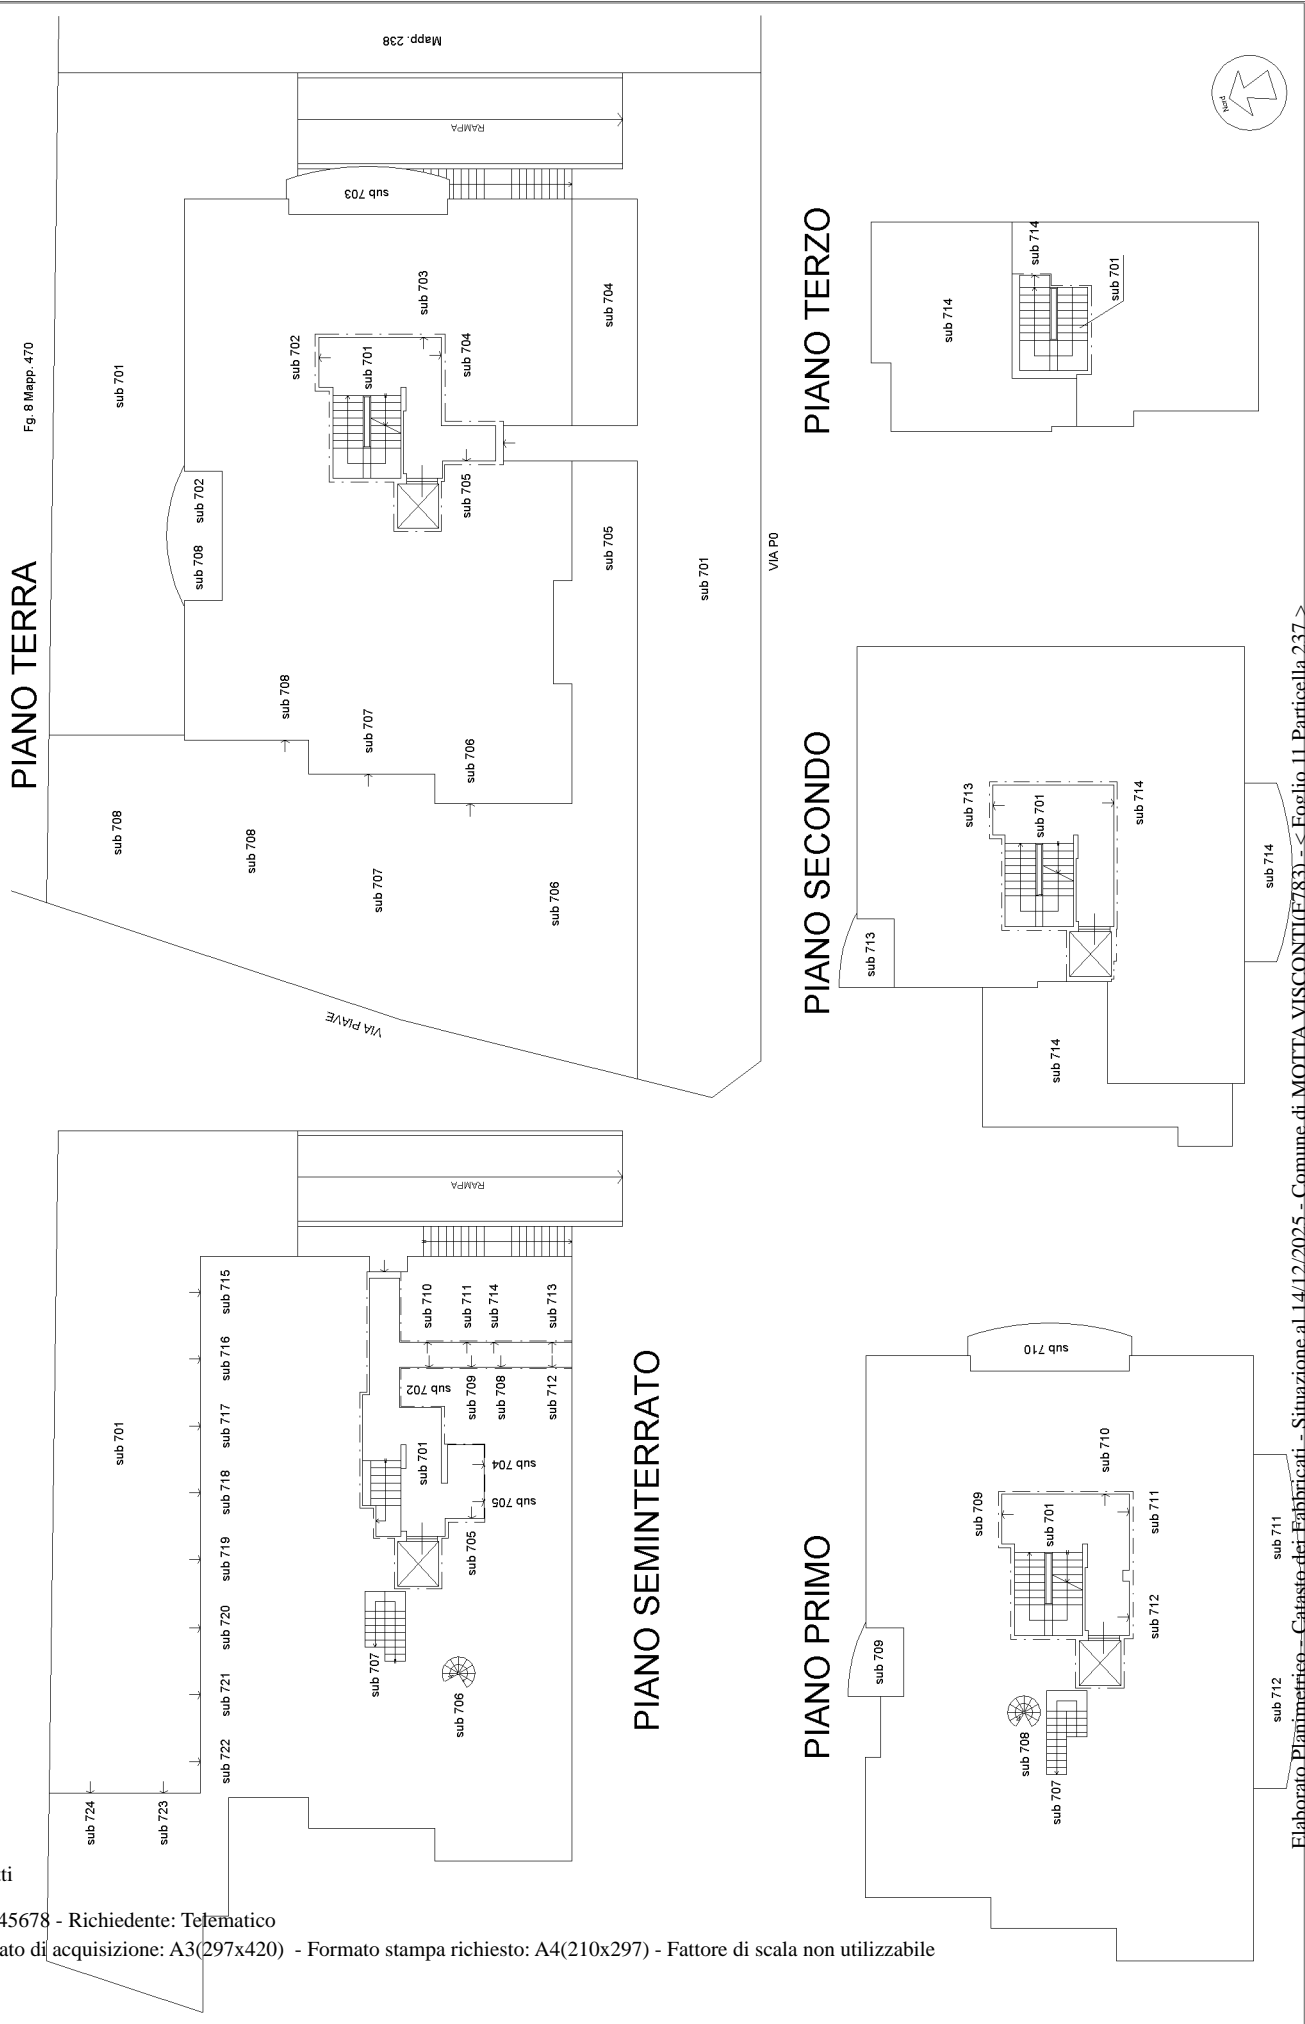 PIANO TERRA
Fg. 8 Mapp. 470
Mapp. 238
sub 701
RAMPA
sub 703
sub 703
sub 702
sub 701
sub 704
sub 704
sub 702
sub 708
sub 705
sub 705
sub 701
VIA P0
sub 708
sub 707
sub 706
sub 708
sub 708
sub 707
sub 706
VIA PIAVE
Nord
PIANO TERZO
sub 714
sub 714
sub 701
PIANO SECONDO
sub 713
sub 701
sub 714
sub 713
sub 714
sub 714
PIANO SEMINTERRATO
RAMPA
sub 701
sub 715
sub 716
sub 717
sub 718
sub 719
sub 720
sub 721
sub 722
sub 724
sub 723
sub 710
sub 711
sub 714
sub 713
sub 702
sub 709
sub 708
sub 712
sub 701
sub 704
sub 705
sub 705
sub 707
sub 706
PIANO PRIMO
sub 710
sub 710
sub 709
sub 701
sub 711
sub 712
sub 709
sub 708
sub 707
sub 711
sub 712
Elaborato Planimetrico - Catasto dei Fabbricati - Situazione al 14/12/2025 - Comune di MOTTA VISCONTI(F783) - < Foglio 11 Particella 237 >
ti
45678 - Richiedente: Telematico
ato di acquisizione: A3(297x420) - Formato stampa richiesto: A4(210x297) - Fattore di scala non utilizzabile